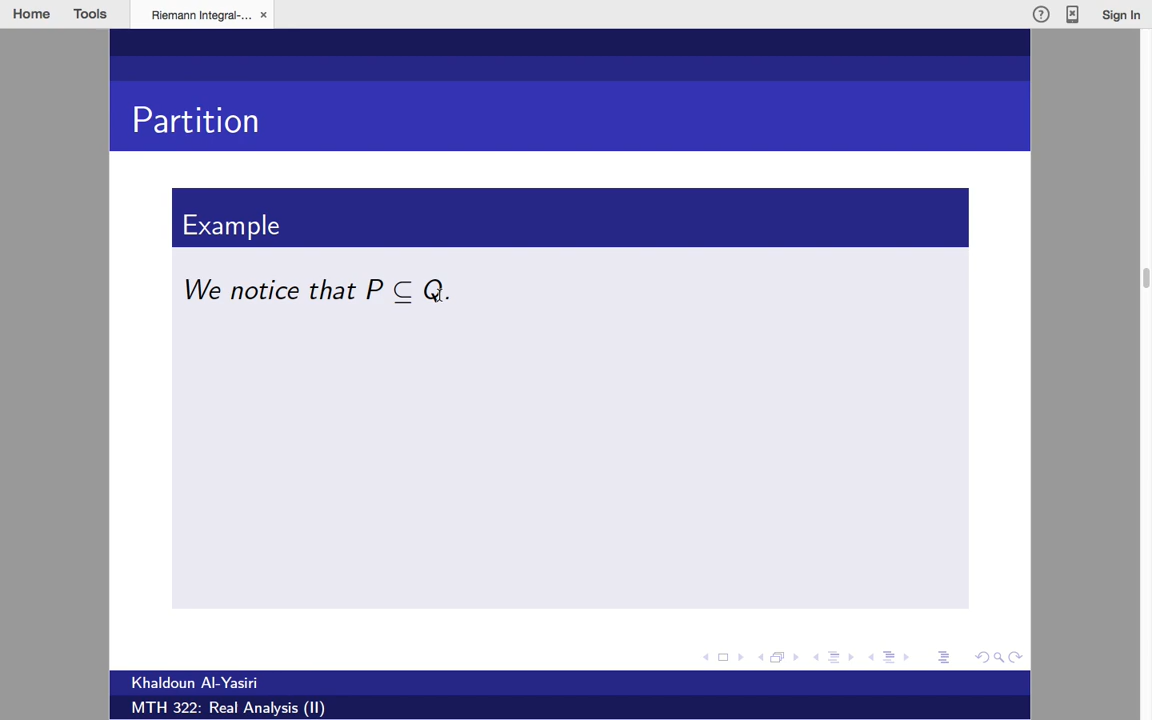 Home Tools Riemann Integral-... × Sign In
Partition
Example
We notice that P ⊆ Q.
Khaldoun Al-Yasiri
MTH 322: Real Analysis (II)